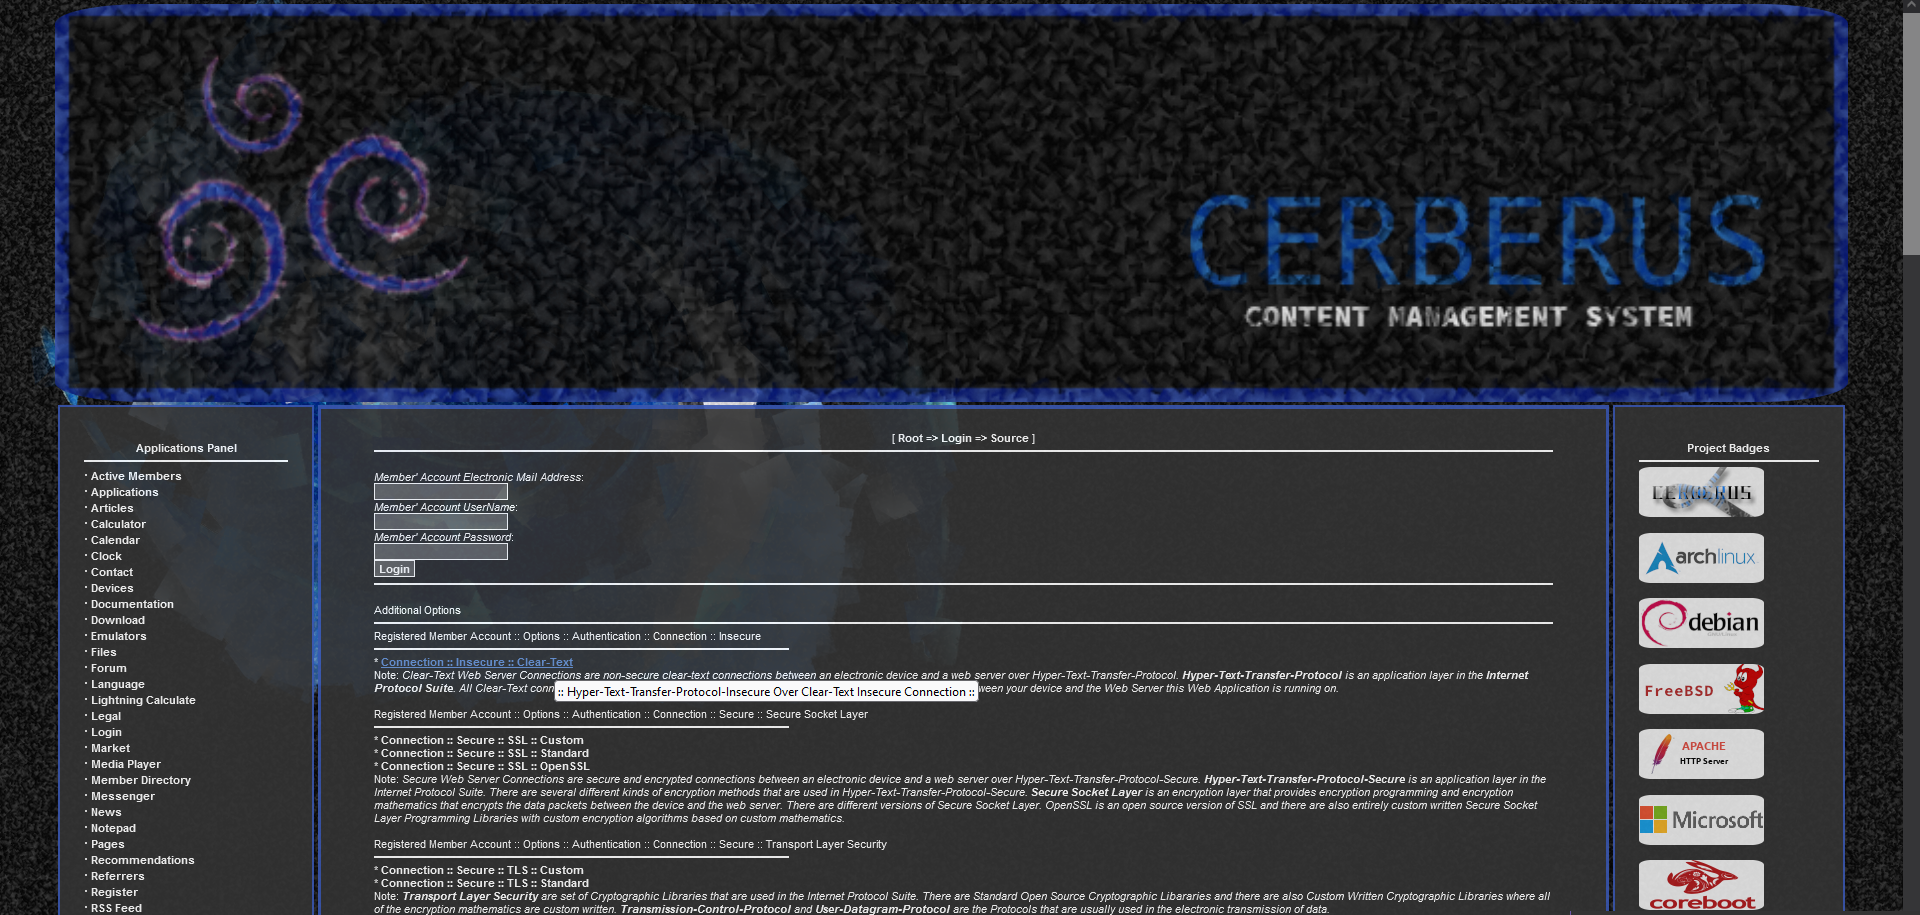 CERBERUS
CONTENT MANAGEMENT SYSTEM
Applications Panel
· Active Members
· Applications
· Articles
· Calculator
· Calendar
· Clock
· Contact
· Devices
· Documentation
· Download
· Emulators
· Files
· Forum
· Language
· Lightning Calculate
· Legal
· Login
· Market
· Media Player
· Member Directory
· Messenger
· News
· Notepad
· Pages
· Recommendations
· Referrers
· Register
· RSS Feed
[ Root => Login => Source ]
Member' Account Electronic Mail Address:
Member' Account UserName:
Member' Account Password:
Login
Additional Options
Registered Member Account :: Options :: Authentication :: Connection :: Insecure
* Connection :: Insecure :: Clear-Text
Note: Clear-Text Web Server Connections are non-secure clear-text connections between an electronic device and a web server over Hyper-Text-Transfer-Protocol. Hyper-Text-Transfer-Protocol is an application layer in the Internet
Protocol Suite. All Clear-Text conn
:: Hyper-Text-Transfer-Protocol-Insecure Over Clear-Text Insecure Connection ::
ween your device and the Web Server this Web Application is running on.
Registered Member Account :: Options :: Authentication :: Connection :: Secure :: Secure Socket Layer
* Connection :: Secure :: SSL :: Custom
* Connection :: Secure :: SSL :: Standard
* Connection :: Secure :: SSL :: OpenSSL
Note: Secure Web Server Connections are secure and encrypted connections between an electronic device and a web server over Hyper-Text-Transfer-Protocol-Secure. Hyper-Text-Transfer-Protocol-Secure is an application layer in the
Internet Protocol Suite. There are several different kinds of encryption methods that are used in Hyper-Text-Transfer-Protocol-Secure. Secure Socket Layer is an encryption layer that provides encryption programming and encryption
mathematics that encrypts the data packets between the device and the web server. There are different versions of Secure Socket Layer. OpenSSL is an open source version of SSL and there are also entirely custom written Secure Socket
Layer Programming Libraries with custom encryption algorithms based on custom mathematics.
Registered Member Account :: Options :: Authentication :: Connection :: Secure :: Transport Layer Security
* Connection :: Secure :: TLS :: Custom
* Connection :: Secure :: TLS :: Standard
Note: Transport Layer Security are set of Cryptographic Libraries that are used in the Internet Protocol Suite. There are Standard Open Source Cryptographic Libararies and there are also Custom Written Cryptographic Libraries where all
of the encryption mathematics are custom written. Transmission-Control-Protocol and User-Datagram-Protocol are the Protocols that are usually used in the electronic transmission of data.
Project Badges
CERBERUS
archlinux
debian
FreeBSD
APACHE
HTTP Server
Microsoft
coreboot